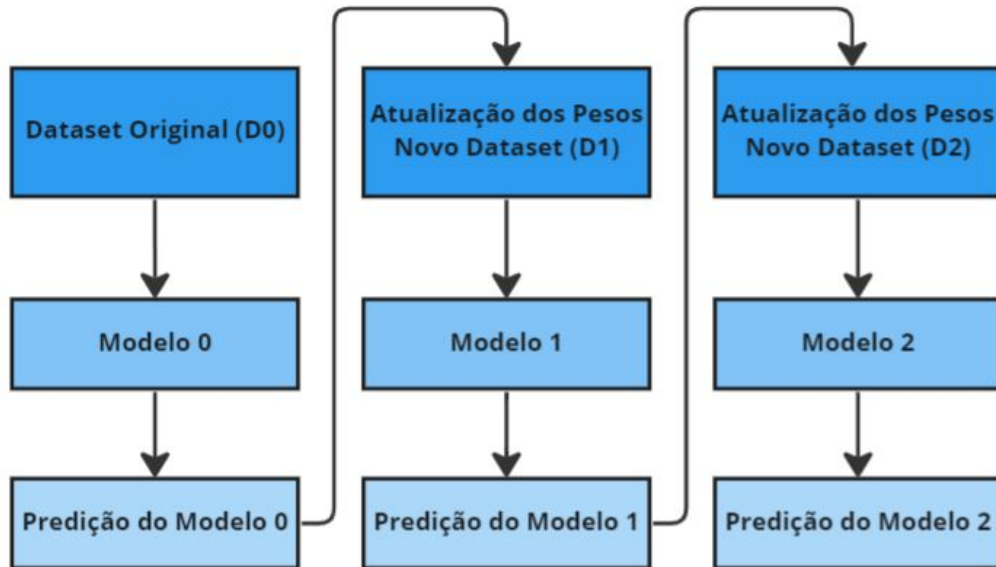 Dataset Original (D0)
Modelo 0
Predição do Modelo 0
Atualização dos Pesos
Novo Dataset (D1)
Modelo 1
Predição do Modelo 1
Atualização dos Pesos
Novo Dataset (D2)
Modelo 2
Predição do Modelo 2